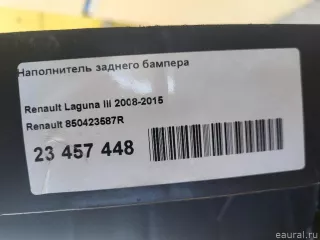 Наполнитель заднего бампера
Renault Laguna III 2008-2015
Renault 850423587R
23 457 448
eaural.ru